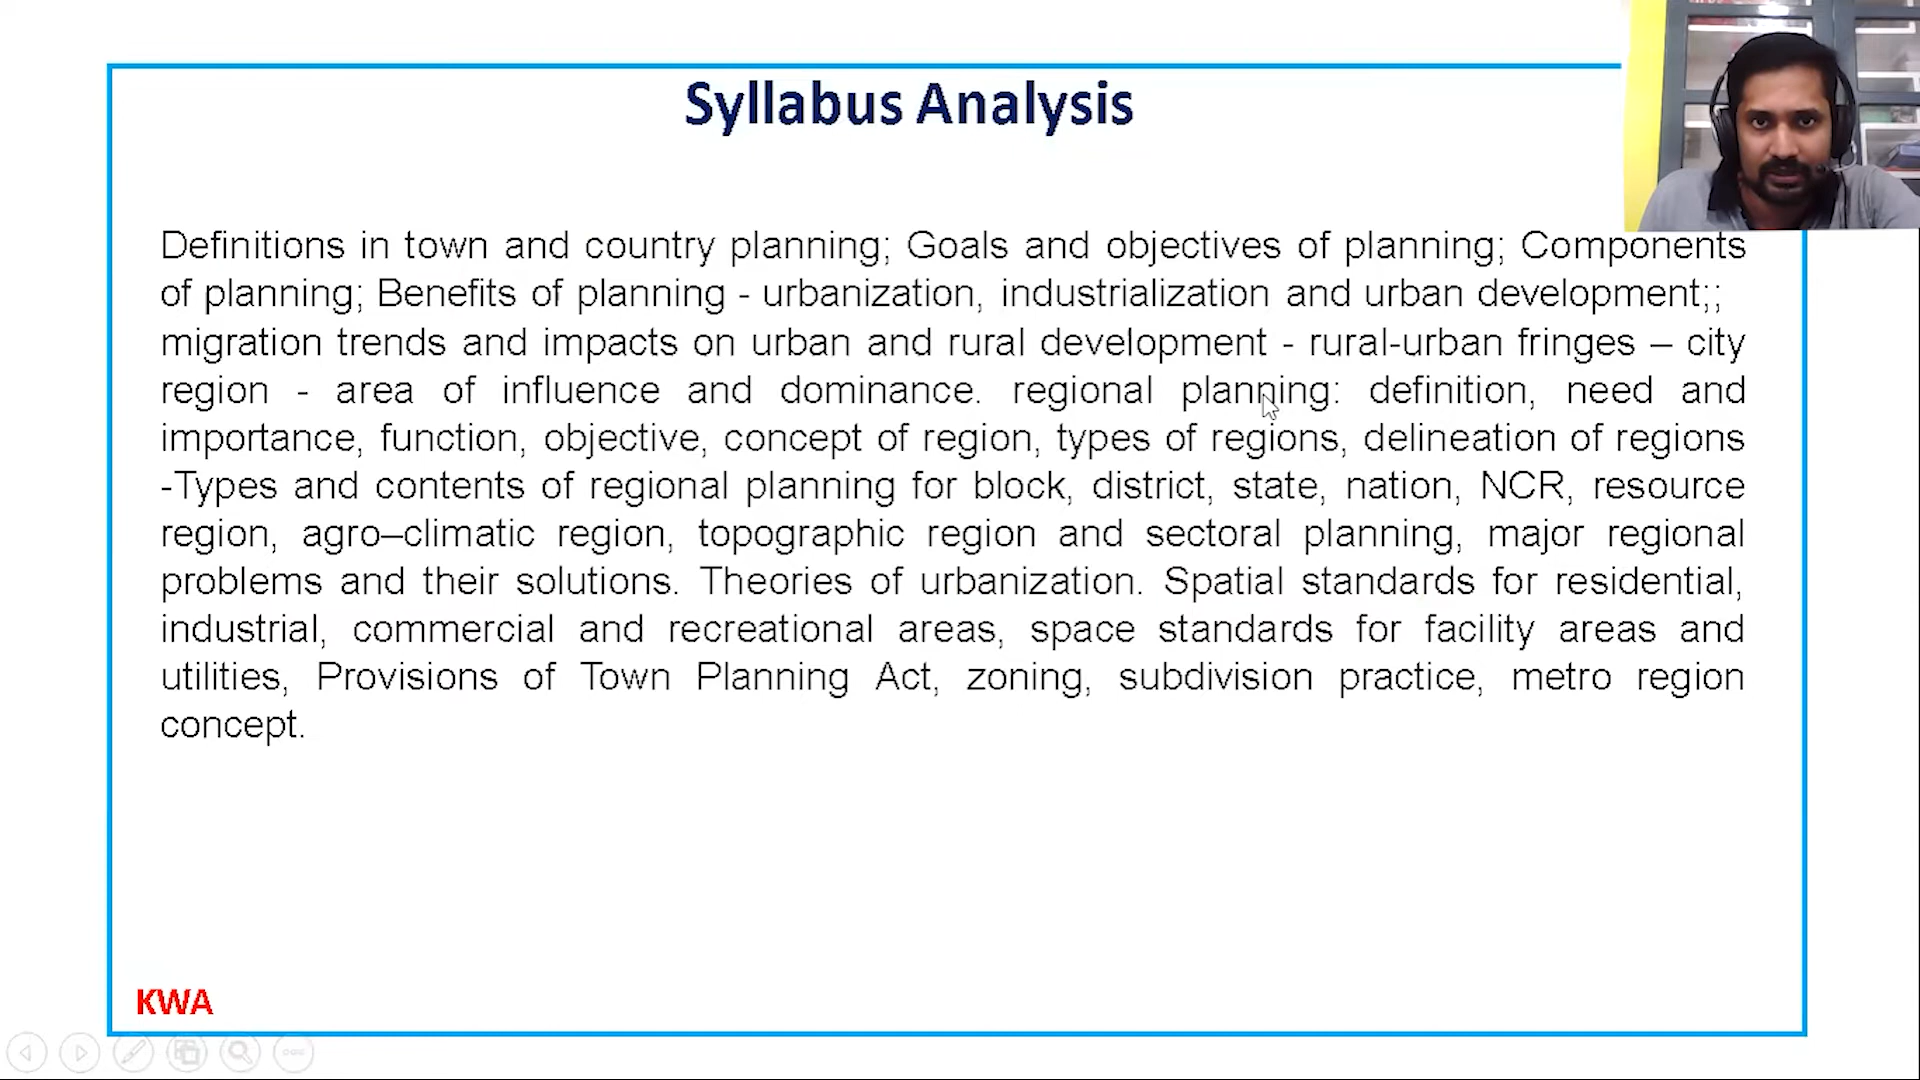 Syllabus Analysis
Definitions in town and country planning; Goals and objectives of planning; Components
of planning; Benefits of planning - urbanization, industrialization and urban development;;
migration trends and impacts on urban and rural development - rural-urban fringes – city
region - area of influence and dominance. regional planning: definition, need and
importance, function, objective, concept of region, types of regions, delineation of regions
-Types and contents of regional planning for block, district, state, nation, NCR, resource
region, agro–climatic region, topographic region and sectoral planning, major regional
problems and their solutions. Theories of urbanization. Spatial standards for residential,
industrial, commercial and recreational areas, space standards for facility areas and
utilities, Provisions of Town Planning Act, zoning, subdivision practice, metro region
concept.
KWA